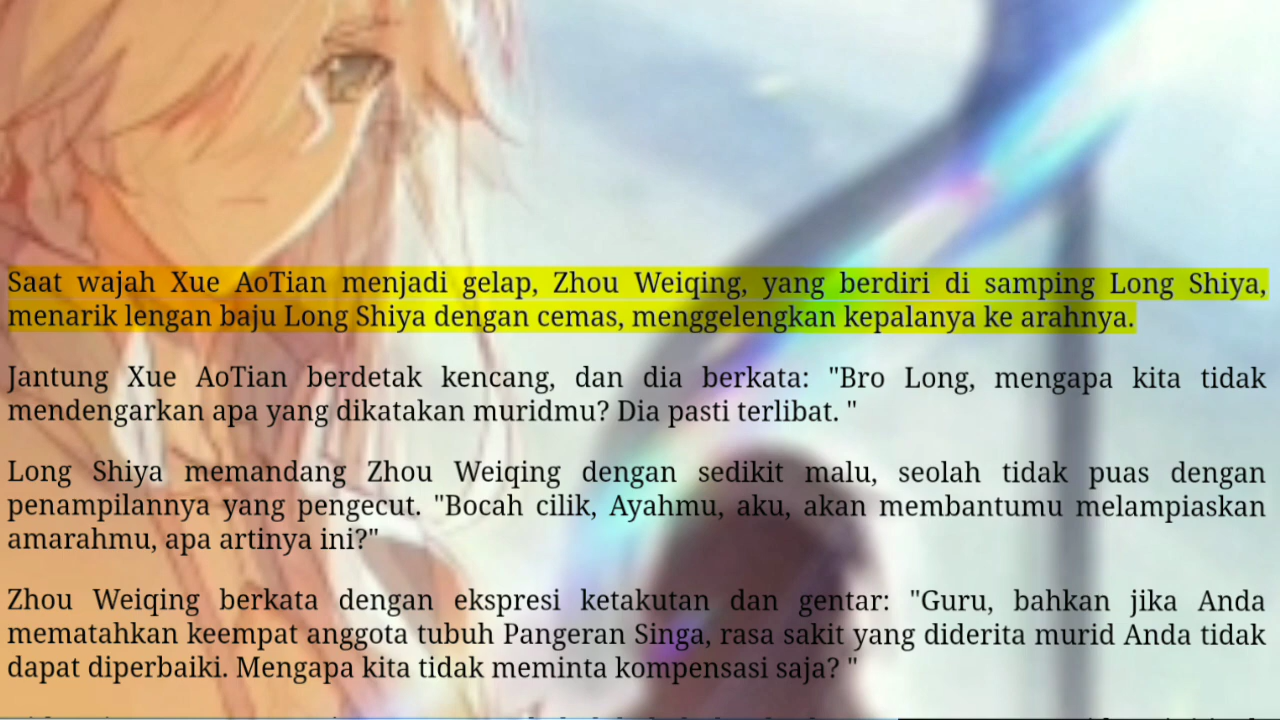 Saat wajah Xue AoTian menjadi gelap, Zhou Weiqing, yang berdiri di samping Long Shiya,
menarik lengan baju Long Shiya dengan cemas, menggelengkan kepalanya ke arahnya.
Jantung Xue AoTian berdetak kencang, dan dia berkata: "Bro Long, mengapa kita tidak
mendengarkan apa yang dikatakan muridmu? Dia pasti terlibat. "
Long Shiya memandang Zhou Weiqing dengan sedikit malu, seolah tidak puas dengan
penampilannya yang pengecut. "Bocah cilik, Ayahmu, aku, akan membantumu melampiaskan
amarahmu, apa artinya ini?"
Zhou Weiqing berkata dengan ekspresi ketakutan dan gentar: "Guru, bahkan jika Anda
mematahkan keempat anggota tubuh Pangeran Singa, rasa sakit yang diderita murid Anda tidak
dapat diperbaiki. Mengapa kita tidak meminta kompensasi saja? "